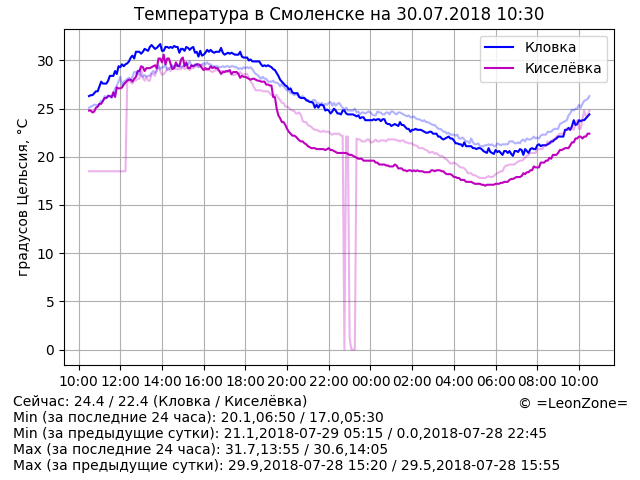 Температура в Смоленске на 30.07.2018 10:30
Кловка
Киселёвка
градусов Цельсия, °C
30
25
20
15
10
5
0
10:00 12:00 14:00 16:00 18:00 20:00 22:00 00:00 02:00 04:00 06:00 08:00 10:00
Сейчас: 24.4 / 22.4 (Кловка / Киселёвка)
© =LeonZone=
Min (за последние 24 часа): 20.1,06:50 / 17.0,05:30
Min (за предыдущие сутки): 21.1,2018-07-29 05:15 / 0.0,2018-07-28 22:45
Max (за последние 24 часа): 31.7,13:55 / 30.6,14:05
Max (за предыдущие сутки): 29.9,2018-07-28 15:20 / 29.5,2018-07-28 15:55